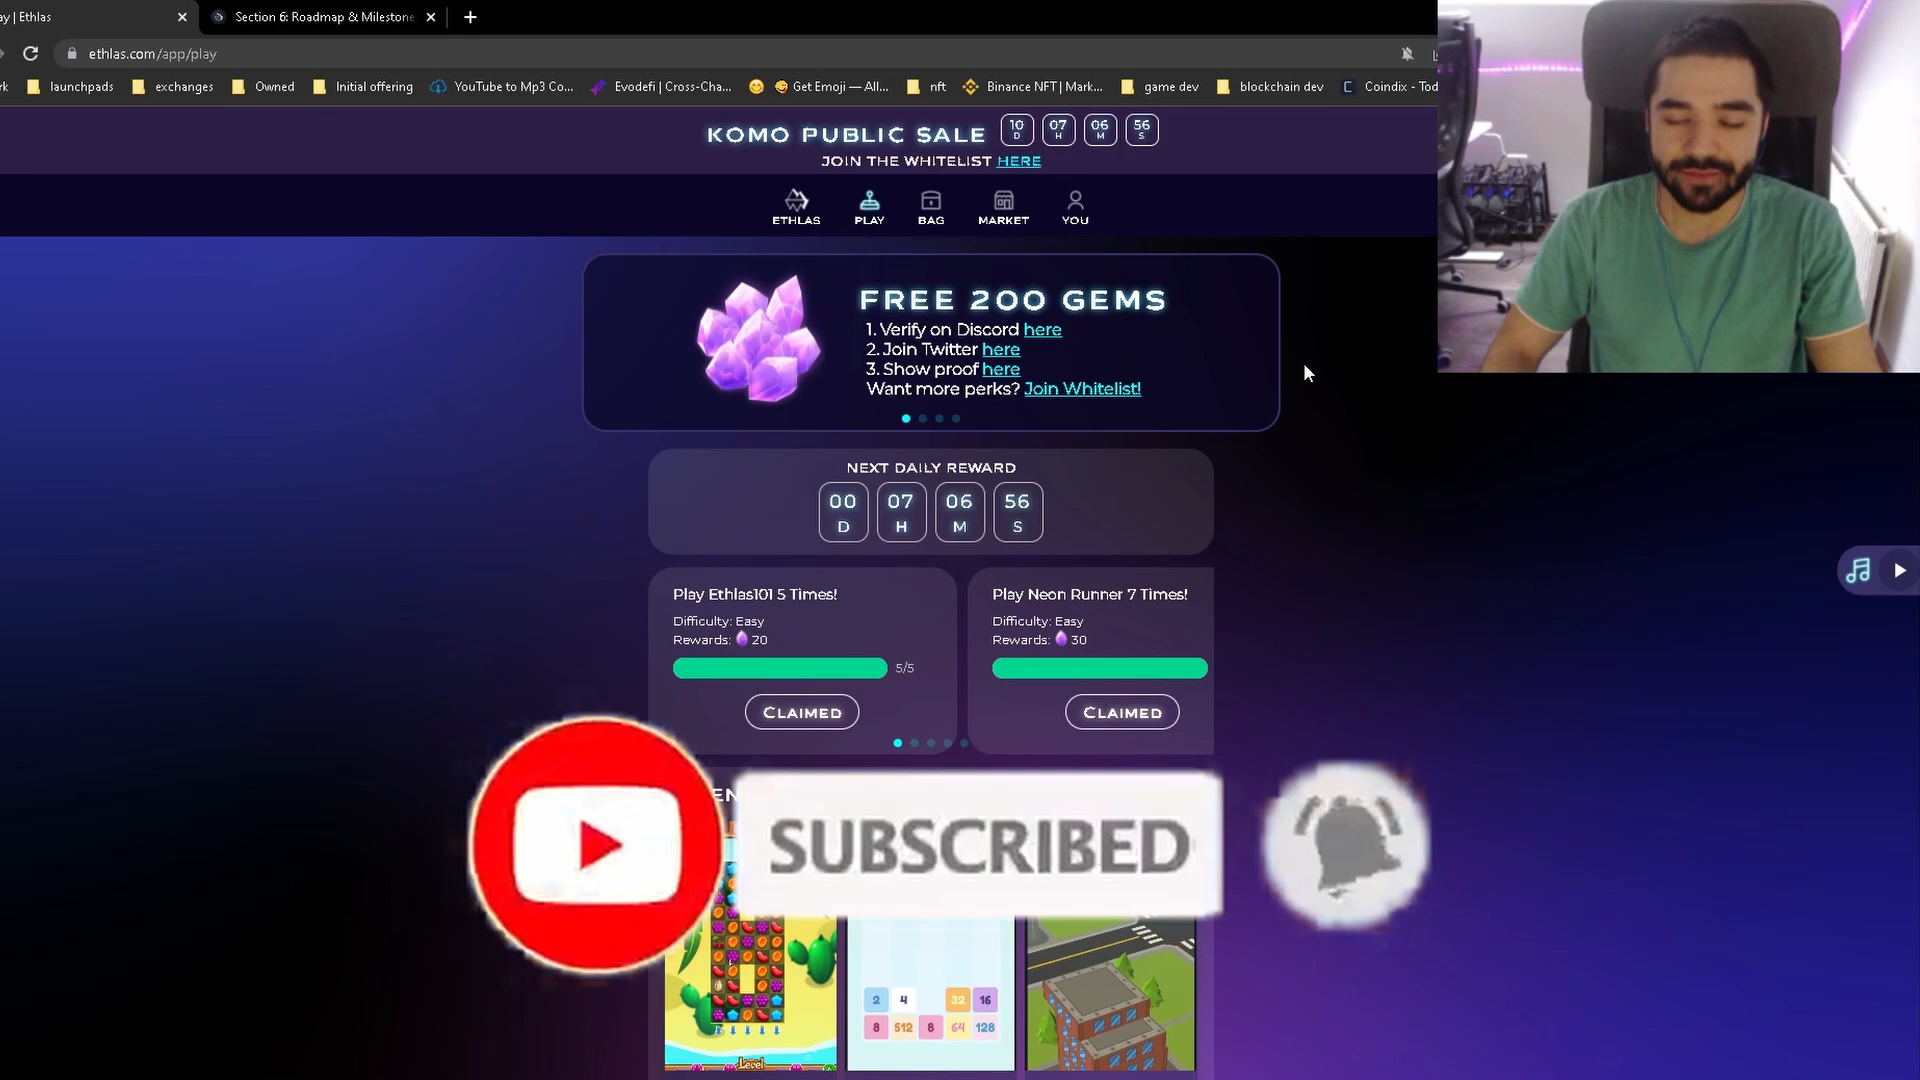 ay | Ethlas
Section 6: Roadmap & Milestone
ethlas.com/app/play
rk launchpads exchanges Owned Initial offering YouTube to Mp3 Co... Evodefi | Cross-Cha... Get Emoji — All... nft Binance NFT | Mark... game dev blockchain dev Coindix - Tod
KOMO PUBLIC SALE 10 D 07 H 06 M 56 S
JOIN THE WHITELIST HERE
ETHLAS PLAY BAG MARKET YOU
FREE 200 GEMS
1. Verify on Discord here
2. Join Twitter here
3. Show proof here
Want more perks? Join Whitelist!
NEXT DAILY REWARD
00 07 06 56
D H M S
Play Ethlas101 5 Times!
Difficulty: Easy
Rewards: 20
5/5
CLAIMED
Play Neon Runner 7 Times!
Difficulty: Easy
Rewards: 30
CLAIMED
EN
SUBSCRIBED
Level
2 4 32 16
8 512 8 64 128